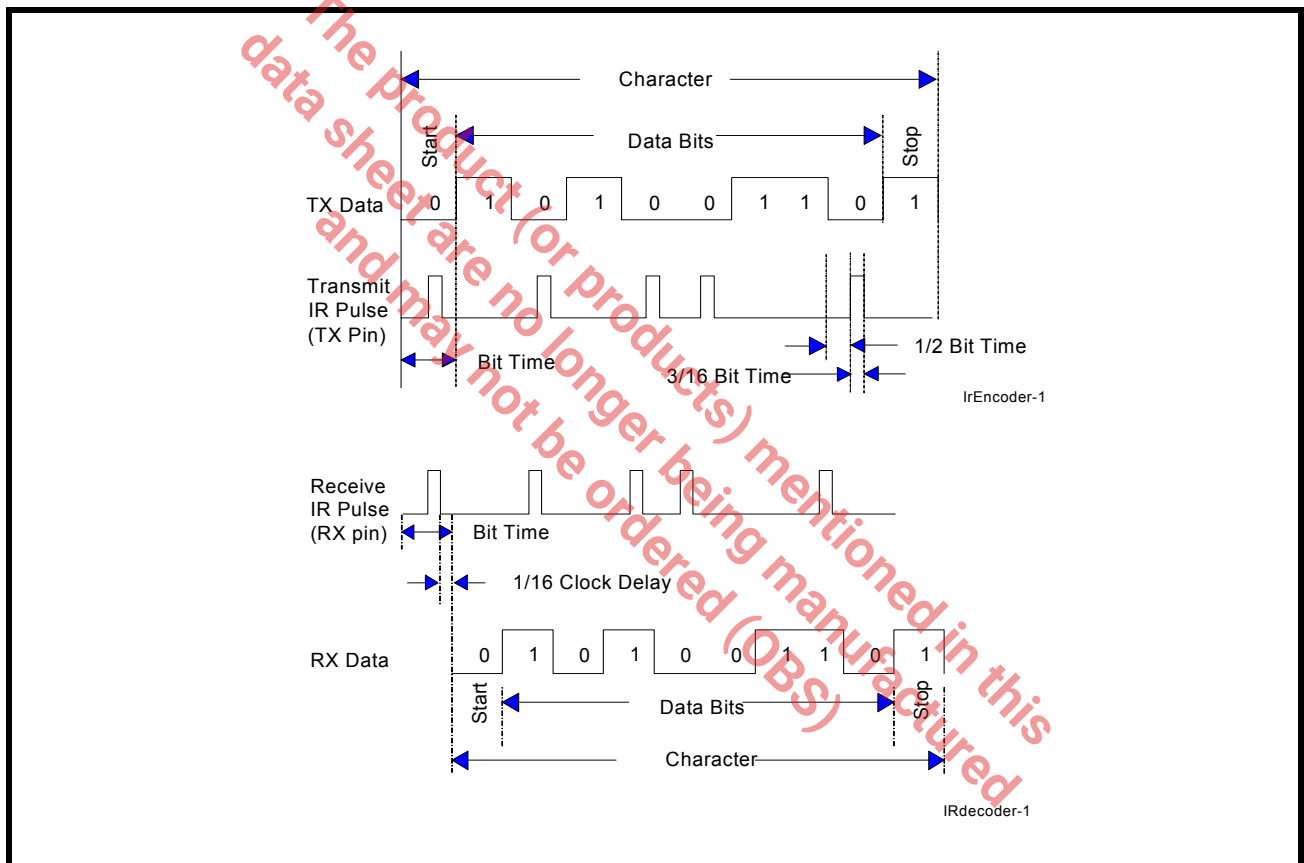 The product (or products) mentioned in this
data sheet are no longer being manufactured
and may not be ordered (OBS)
Character
Start
Data Bits
Stop
TX Data
0 1 0 1 0 0 1 1 0 1
Transmit
IR Pulse
(TX Pin)
Bit Time
1/2 Bit Time
3/16 Bit Time
IrEncoder-1
Receive
IR Pulse
(RX pin)
Bit Time
1/16 Clock Delay
RX Data
0 1 0 1 0 0 1 1 0 1
Start
Data Bits
Stop
Character
IRdecoder-1